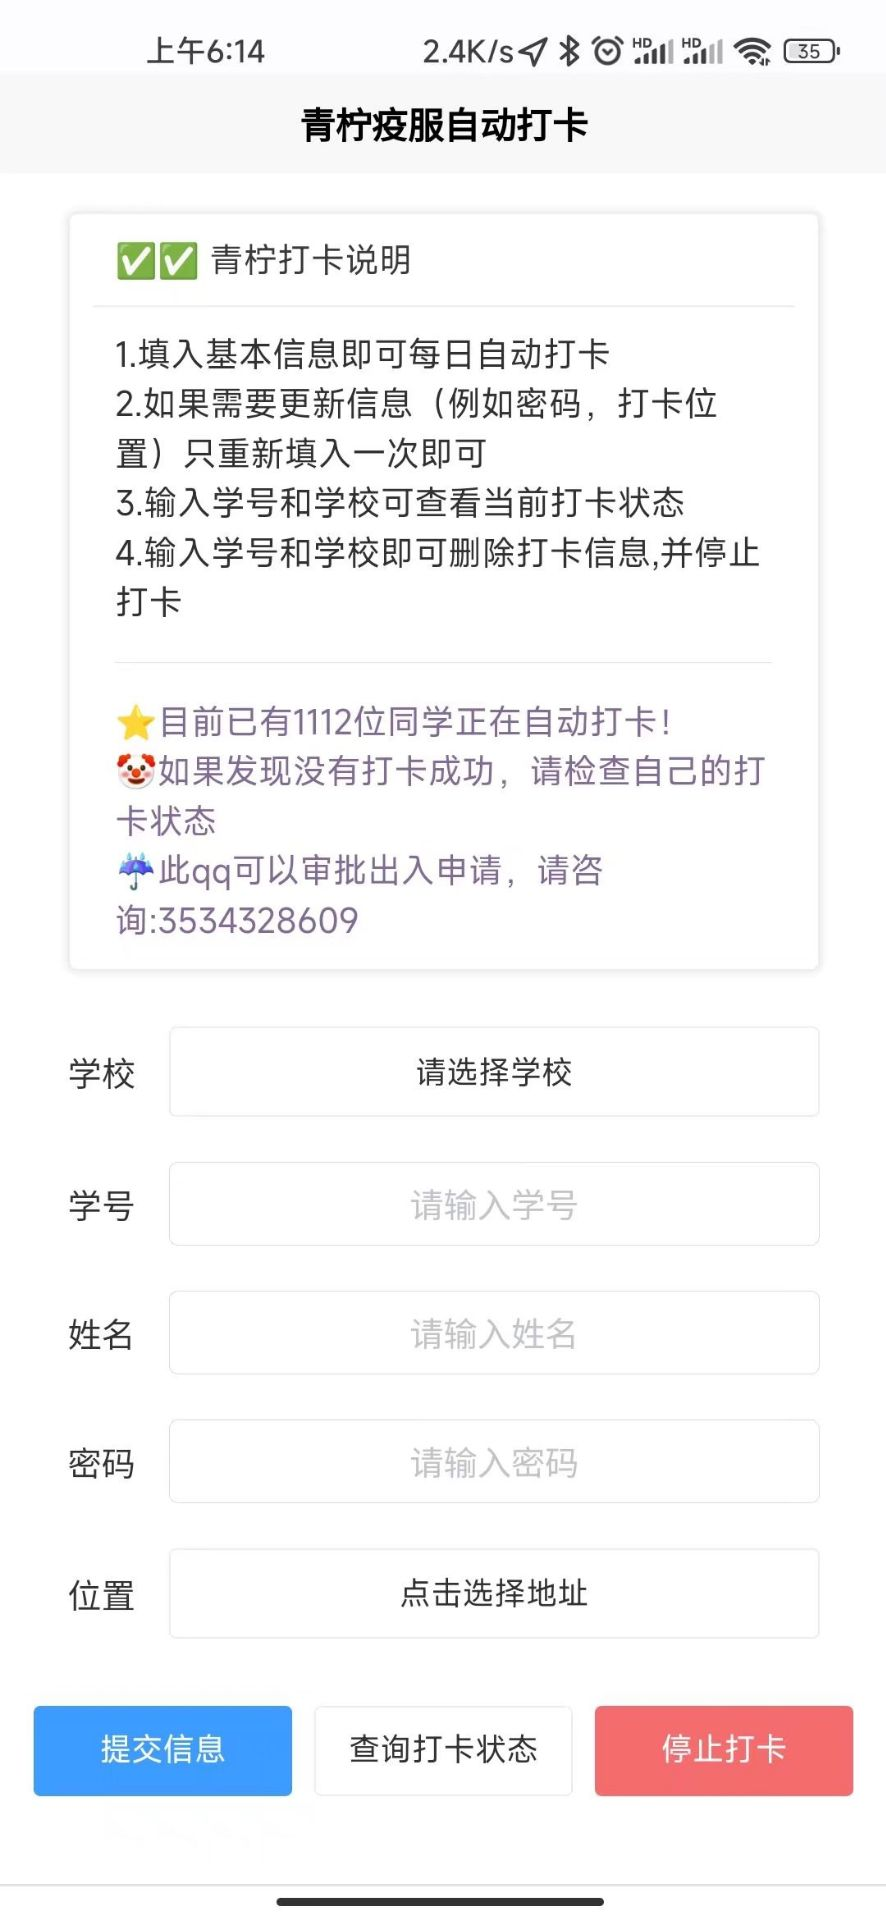 上午6:14 2.4K/s HD HD 35
青柠疫服自动打卡
✅✅ 青柠打卡说明
1.填入基本信息即可每日自动打卡
2.如果需要更新信息（例如密码，打卡位
置）只重新填入一次即可
3.输入学号和学校可查看当前打卡状态
4.输入学号和学校即可删除打卡信息,并停止
打卡
⭐目前已有1112位同学正在自动打卡！
🤡如果发现没有打卡成功，请检查自己的打
卡状态
☔此qq可以审批出入申请，请咨
询:3534328609
学校 请选择学校
学号 请输入学号
姓名 请输入姓名
密码 请输入密码
位置 点击选择地址
提交信息 查询打卡状态 停止打卡